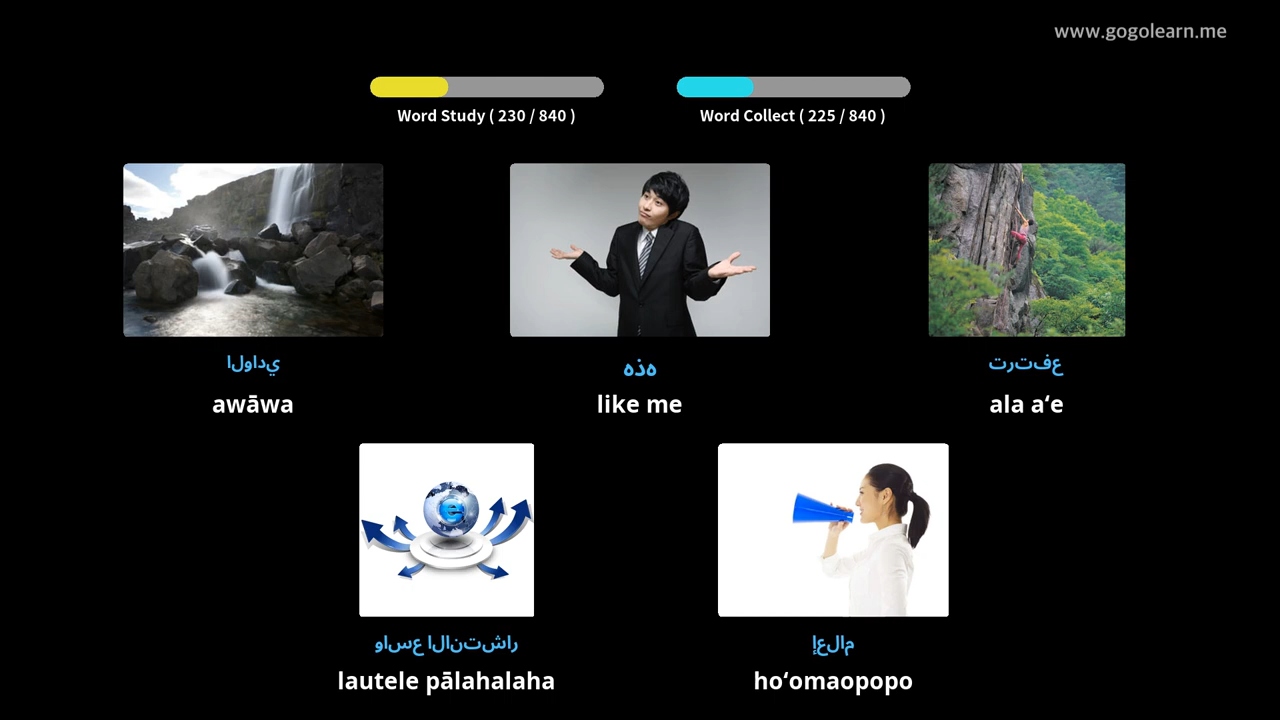 www.gogolearn.me
Word Study ( 230 / 840 )
Word Collect ( 225 / 840 )
الوادي
awāwa
هذه
like me
ترتفع
ala aʻe
واسع الانتشار
lautele pālahalaha
إعلام
hoʻomaopopo